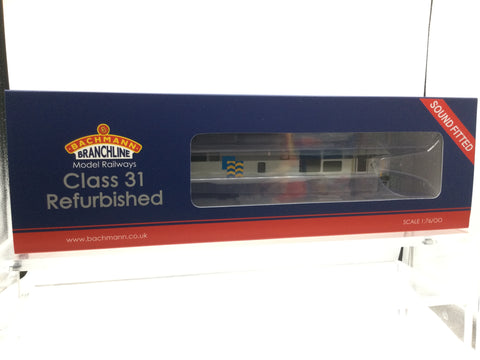 BACHMANN
BRANCHLINE
Model Railways
Class 31
Refurbished
www.bachmann.co.uk
SOUND FITTED
SCALE 1:76/OO